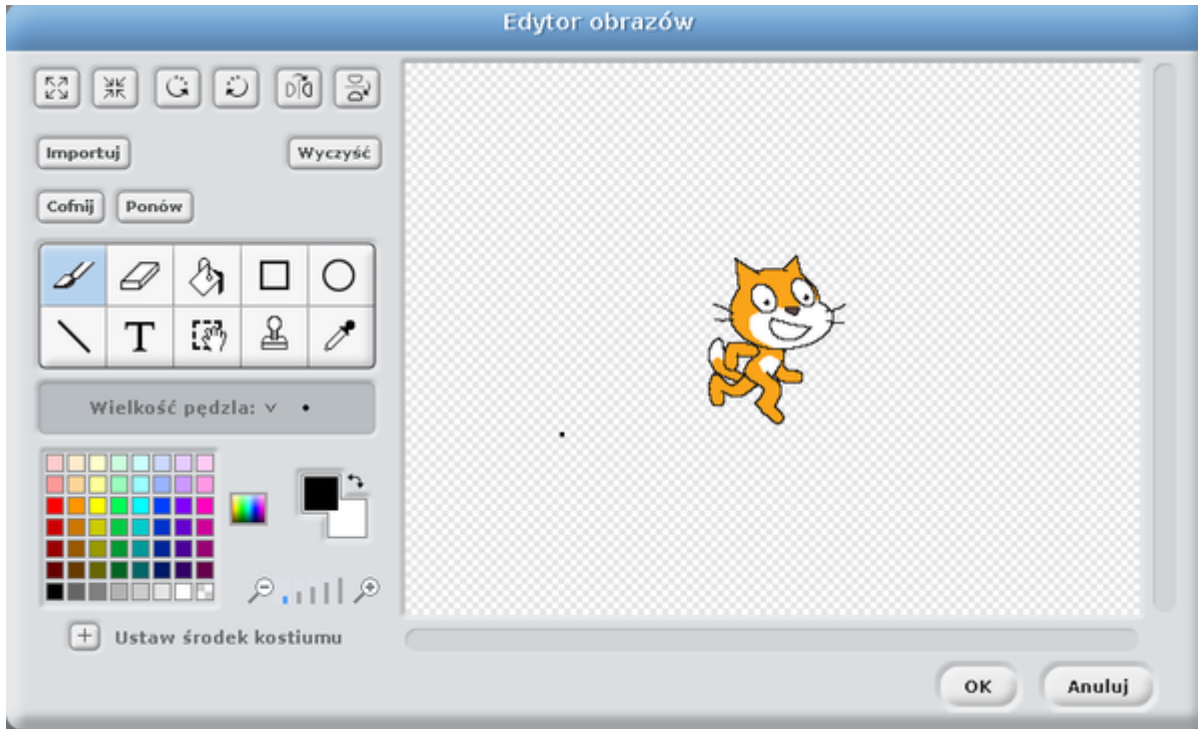 Edytor obrazów
Importuj
Wyczyść
Cofnij
Ponów
T
Wielkość pędzla:
Ustaw środek kostiumu
OK
Anuluj